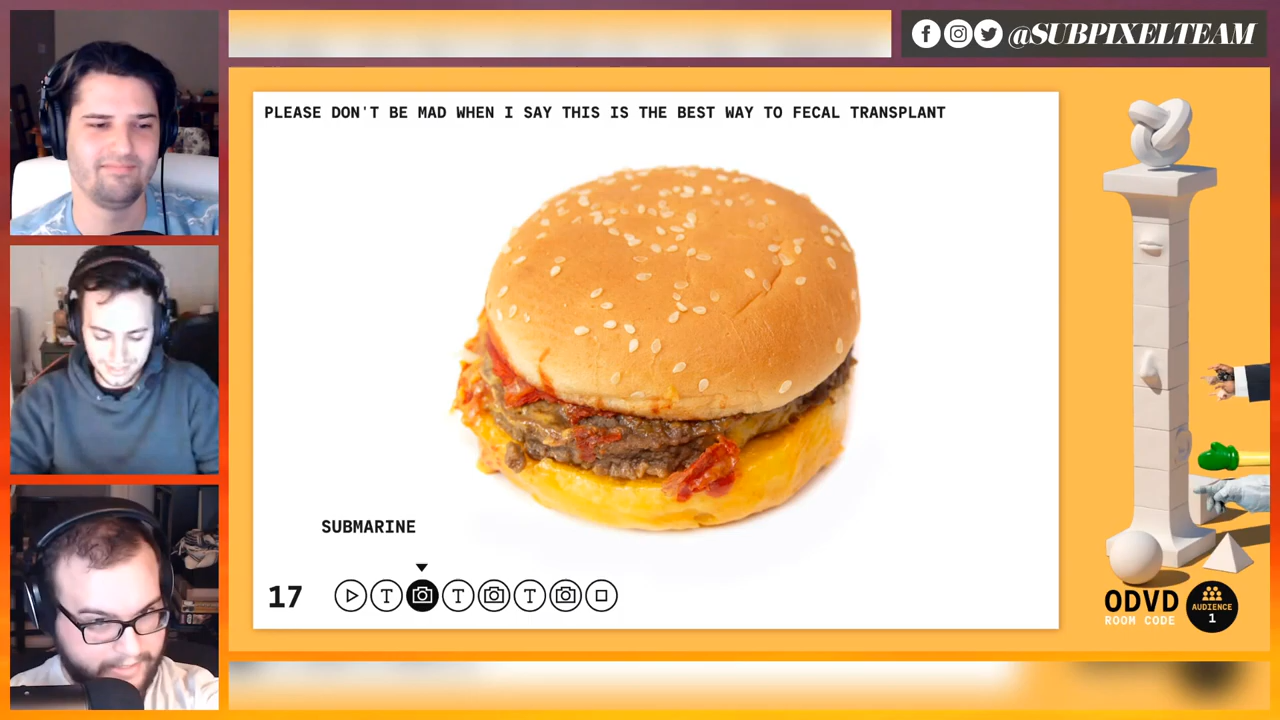 @SUBPIXELTEAM
PLEASE DON'T BE MAD WHEN I SAY THIS IS THE BEST WAY TO FECAL TRANSPLANT
SUBMARINE
17
T
T
T
ODVD
ROOM CODE
AUDIENCE
1